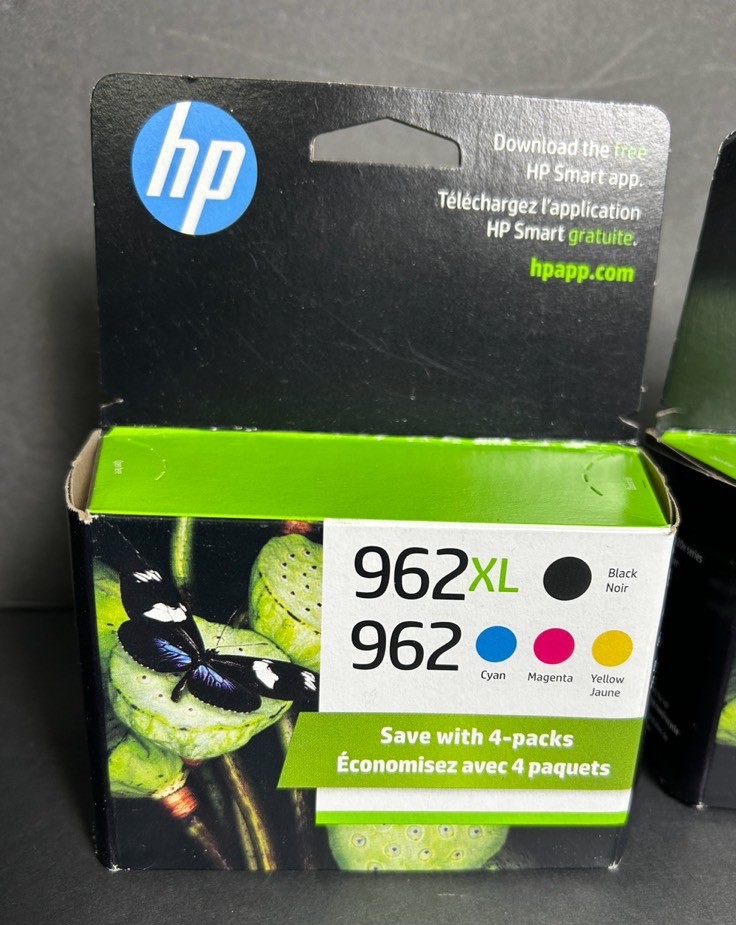 hp
Download the free
HP Smart app.
Téléchargez l'application
HP Smart gratuite.
hpapp.com
962XL
Black
Noir
962
Cyan
Magenta
Yellow
Jaune
Save with 4-packs
Économisez avec 4 paquets